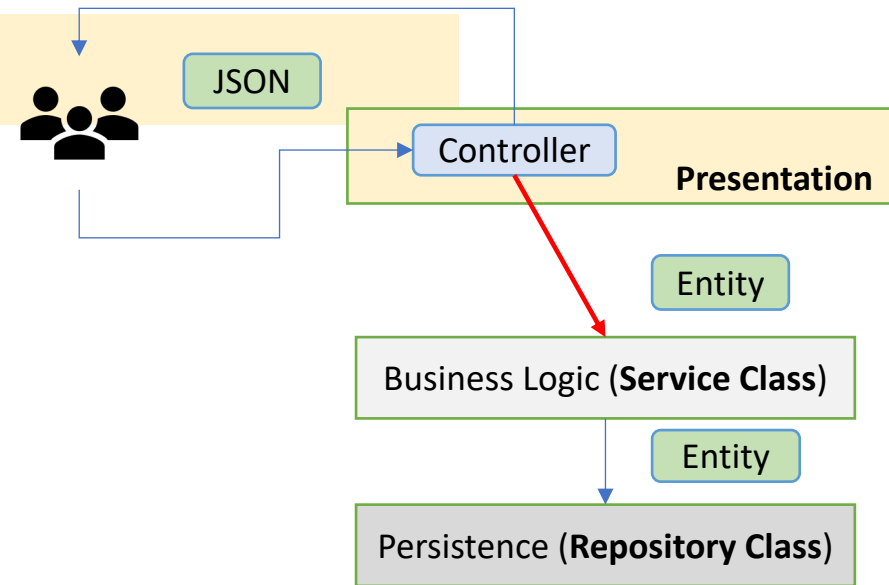 JSON
Controller
Presentation
Entity
Business Logic (Service Class)
Entity
Persistence (Repository Class)